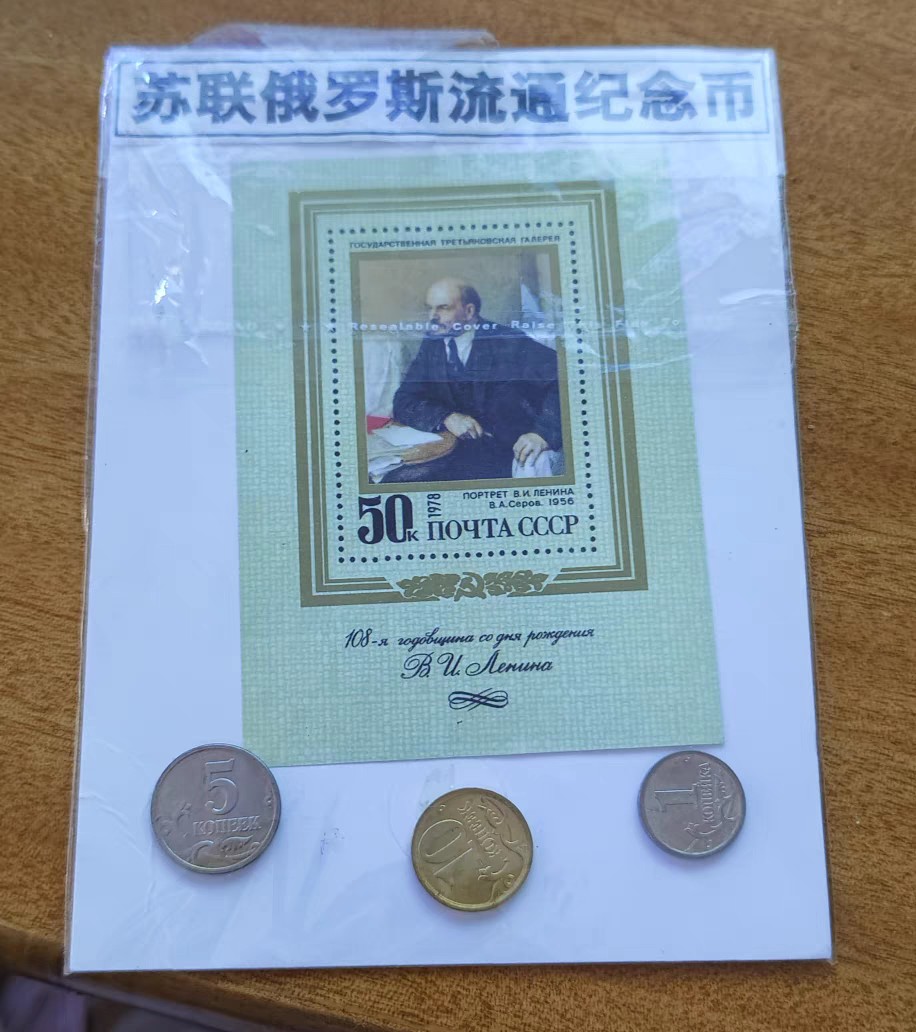 苏联俄罗斯流通纪念币
ГОСУДАРСТВЕННАЯ ТРЕТЬЯКОВСКАЯ ГАЛЕРЕЯ
Resealable Cover Raise
50к 1978
ПОРТРЕТ В.И. ЛЕНИНА
В.А.Серов. 1956
ПОЧТА СССР
108-я годовщина со дня рождения
В. И. Ленина
5
КОПЕЕК
10
КОПЕЕК
1
КОПЕЙКА